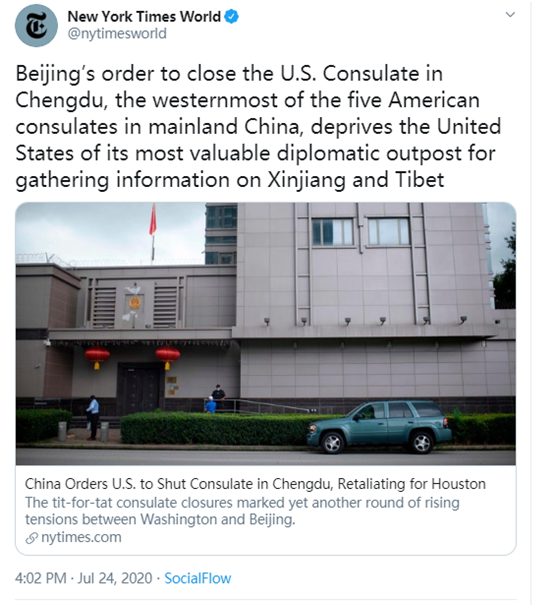 New York Times World
@nytimesworld
Beijing’s order to close the U.S. Consulate in
Chengdu, the westernmost of the five American
consulates in mainland China, deprives the United
States of its most valuable diplomatic outpost for
gathering information on Xinjiang and Tibet
China Orders U.S. to Shut Consulate in Chengdu, Retaliating for Houston
The tit-for-tat consulate closures marked yet another round of rising
tensions between Washington and Beijing.
nytimes.com
4:02 PM · Jul 24, 2020 · SocialFlow